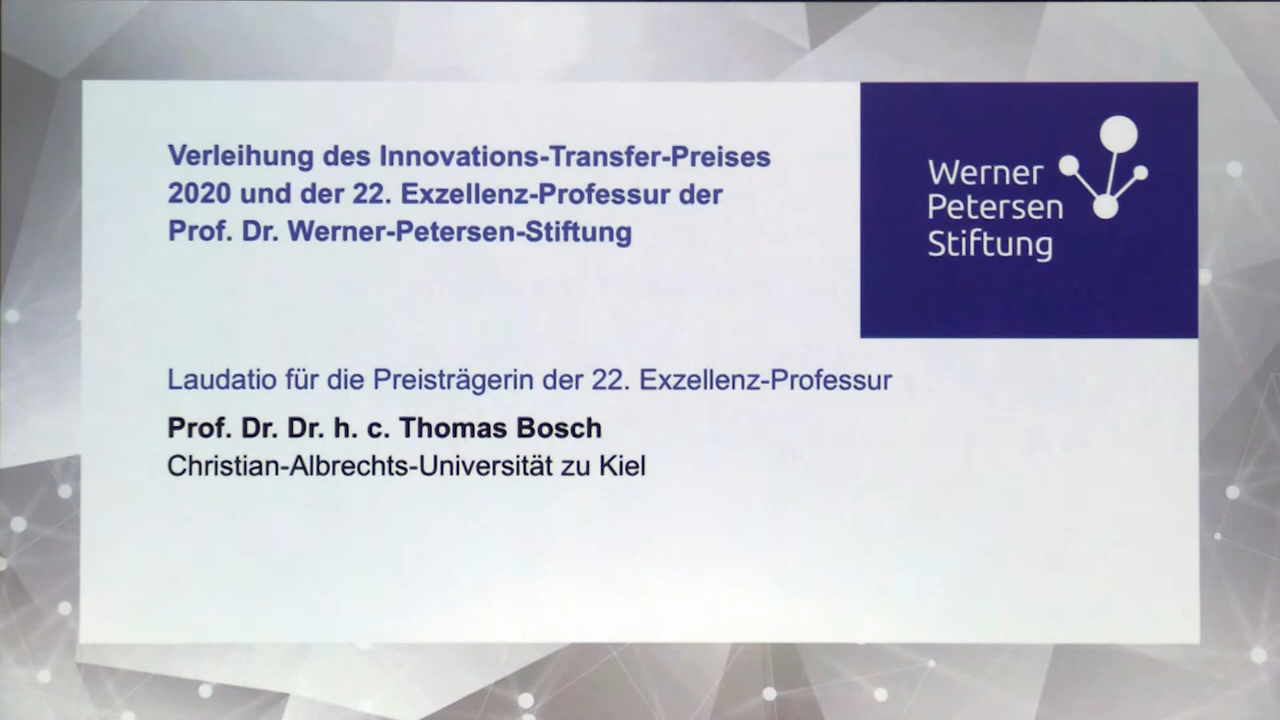 Verleihung des Innovations-Transfer-Preises
2020 und der 22. Exzellenz-Professur der
Prof. Dr. Werner-Petersen-Stiftung
Werner
Petersen
Stiftung
Laudatio für die Preisträgerin der 22. Exzellenz-Professur
Prof. Dr. Dr. h. c. Thomas Bosch
Christian-Albrechts-Universität zu Kiel